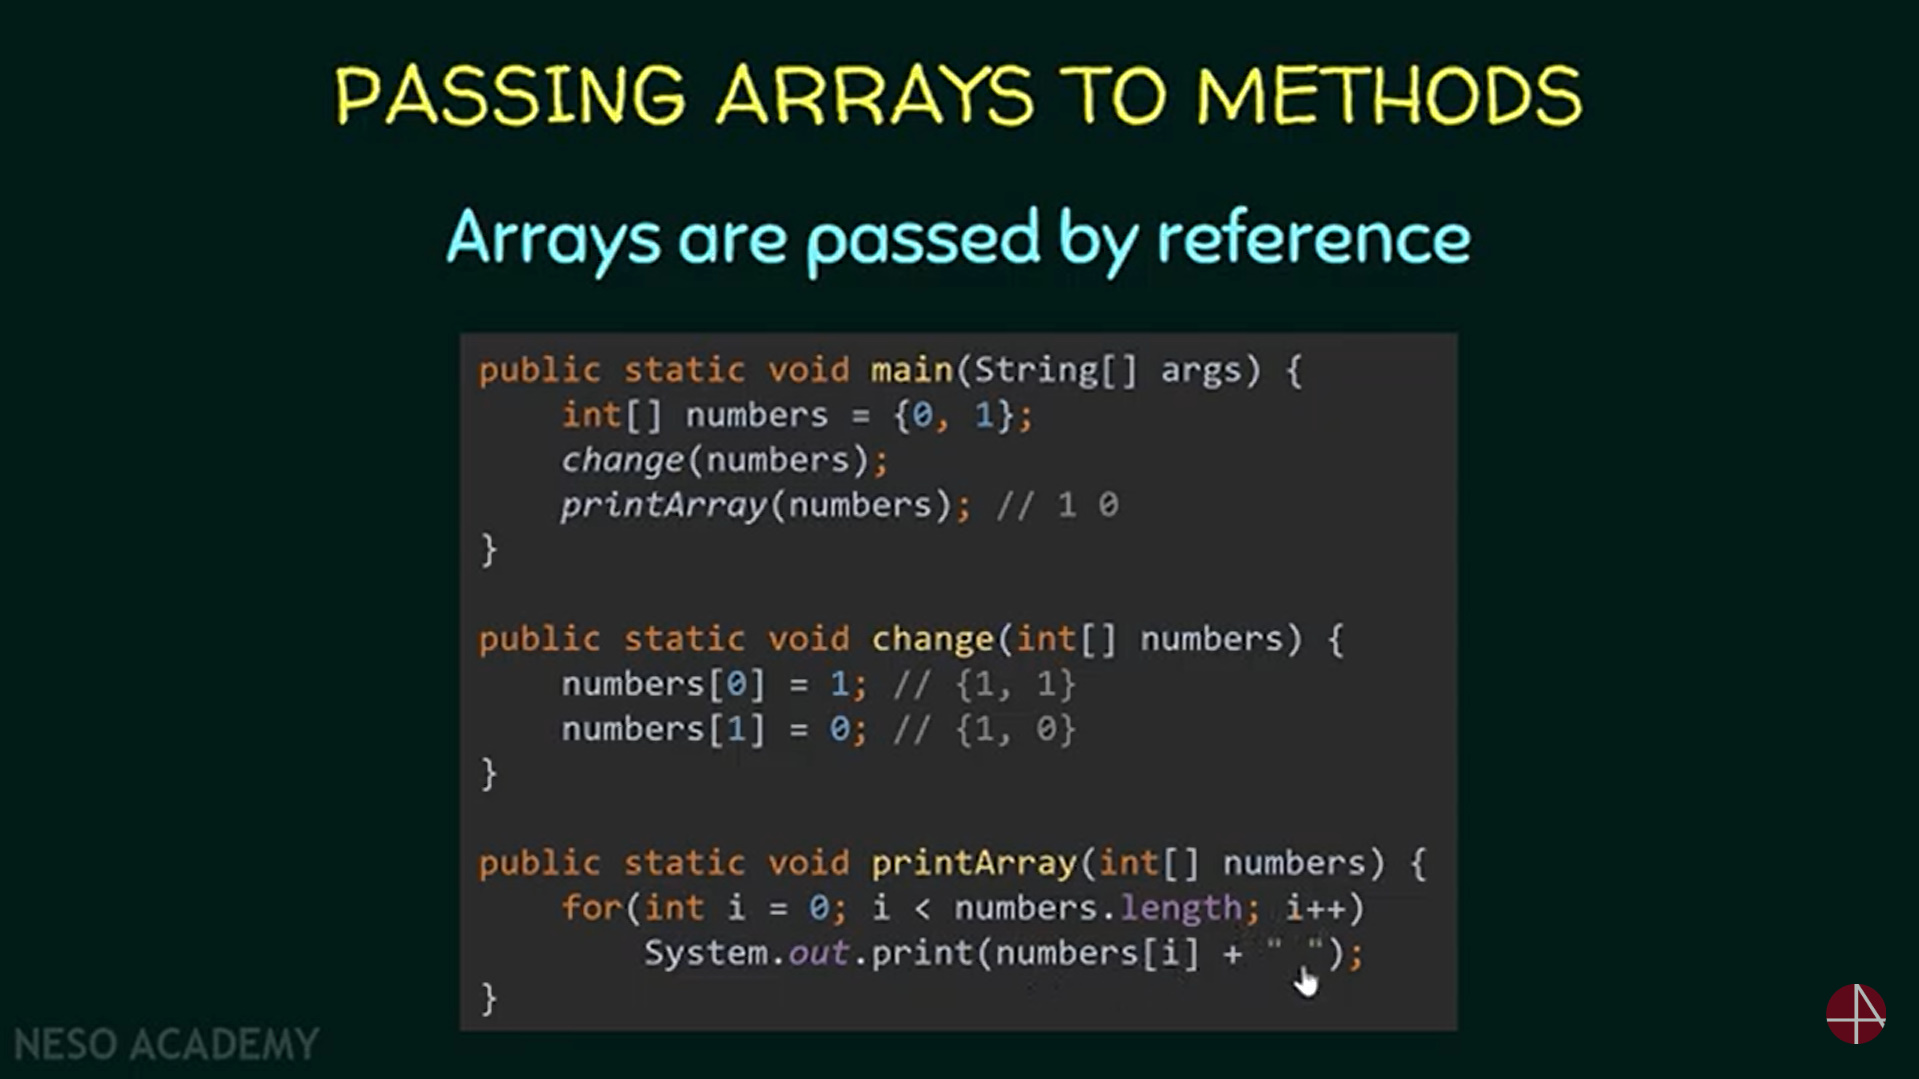 PASSING ARRAYS TO METHODS
Arrays are passed by reference
public static void main(String[] args) {
    int[] numbers = {0, 1};
    change(numbers);
    printArray(numbers); // 1 0
}
public static void change(int[] numbers) {
    numbers[0] = 1; // {1, 1}
    numbers[1] = 0; // {1, 0}
}
public static void printArray(int[] numbers) {
    for(int i = 0; i < numbers.length; i++)
        System.out.print(numbers[i] + " ");
}
NESO ACADEMY